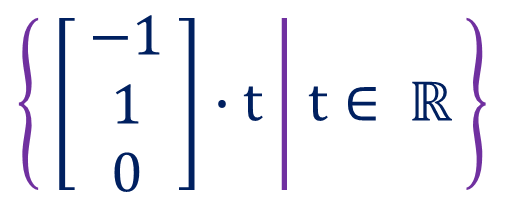 { [ −1 1 0 ] · t | t ∈ ℝ }